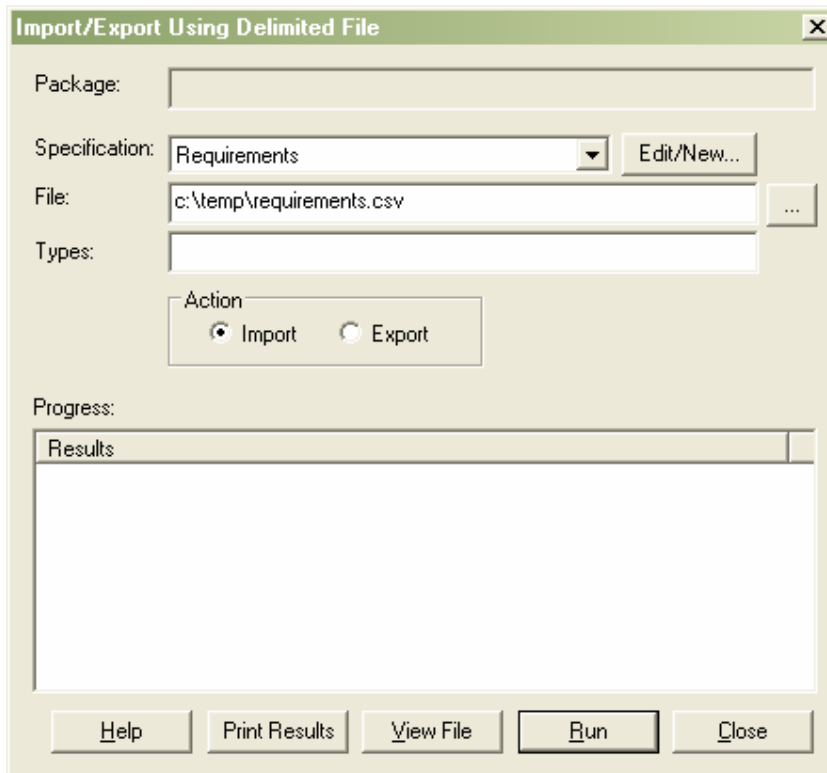 Import/Export Using Delimited File
Package:
Specification: Requirements Edit/New...
File: c:\temp\requirements.csv ...
Types:
Action
Import Export
Progress:
Results
Help Print Results View File Run Close